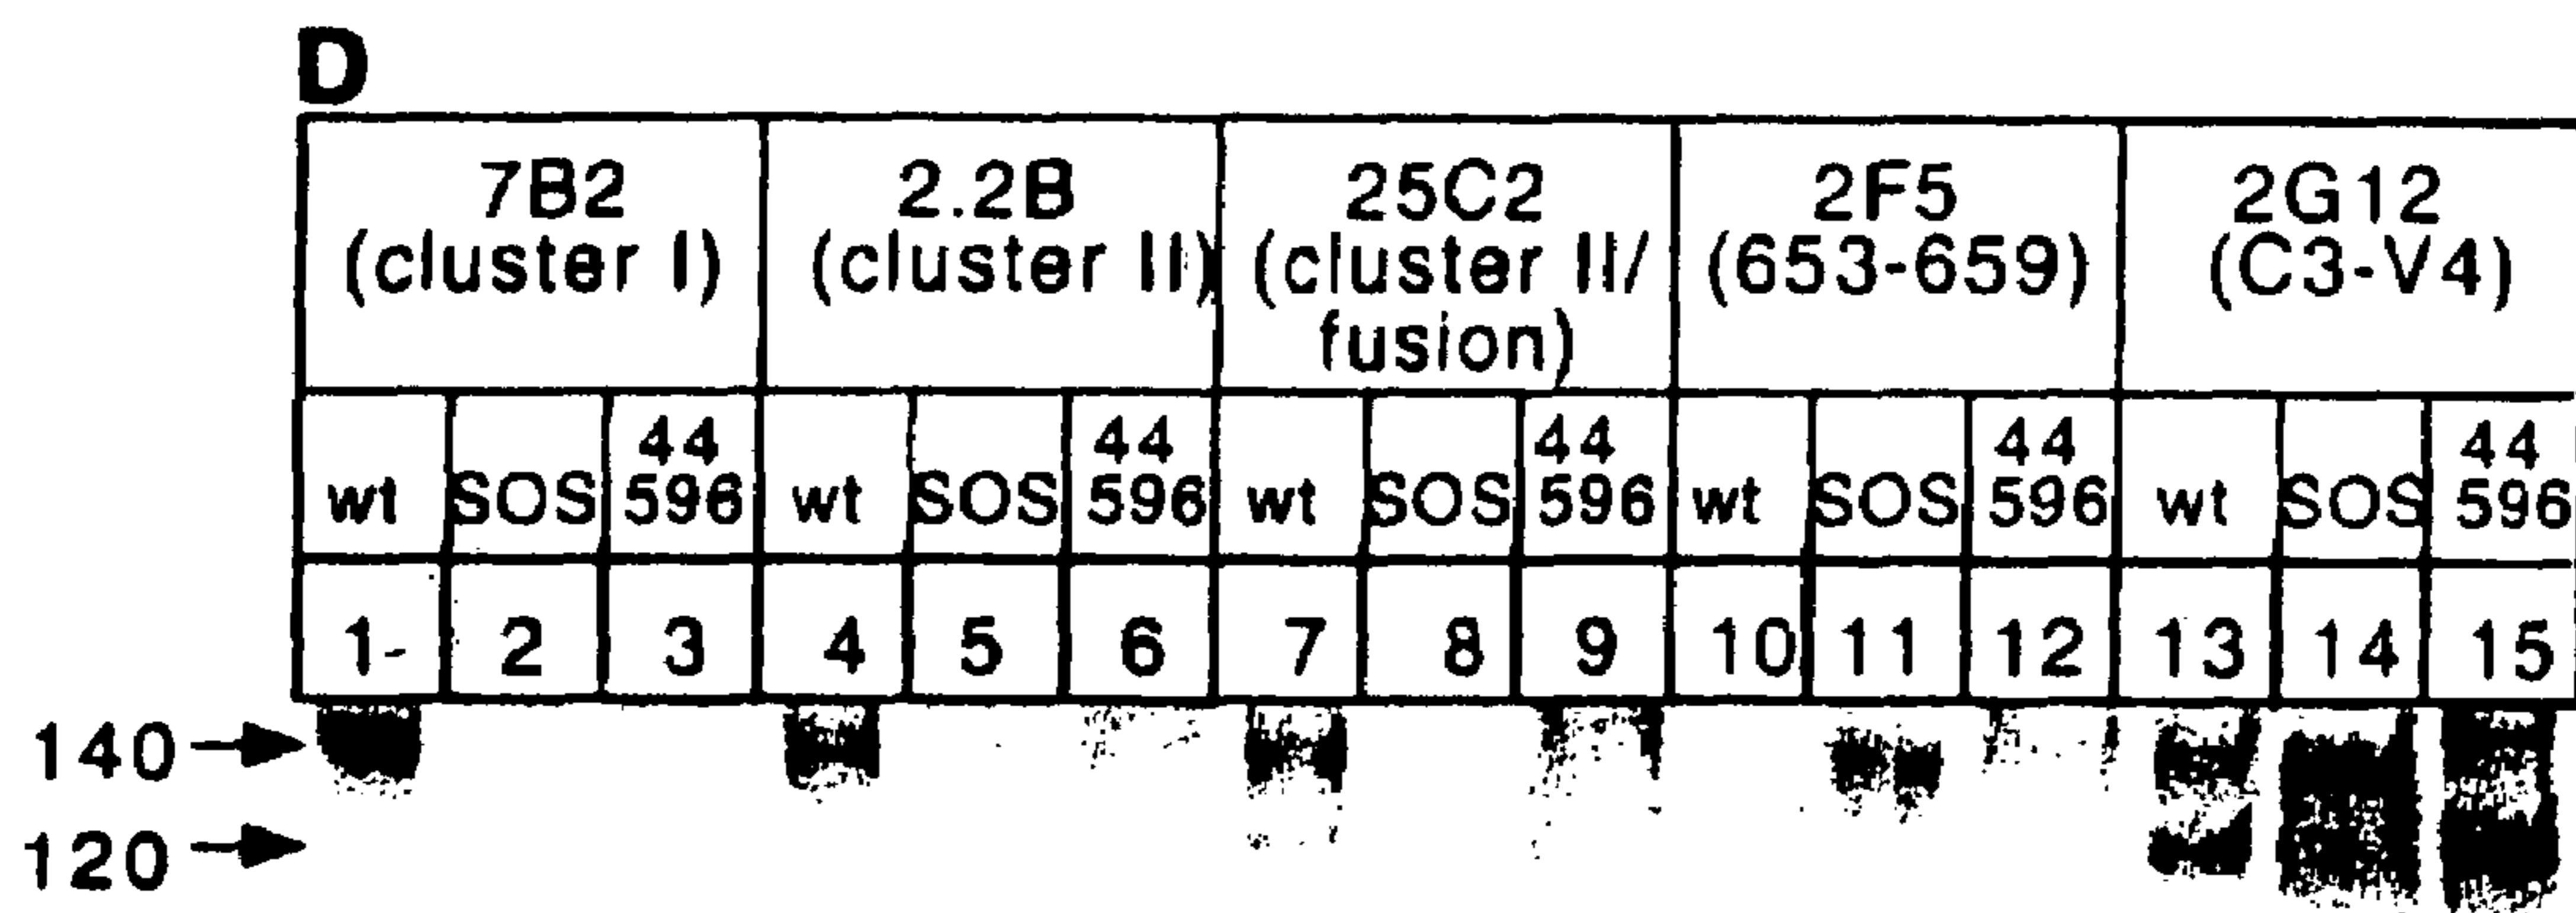 D
7B2 2.2B 25C2 2F5 2G12
(cluster I) (cluster II) (cluster II/ (653-659) (C3-V4)
fusion)
44 44 44 44 44
wt SOS 596 wt SOS 596 wt SOS 596 wt SOS 596 wt SOS 596
1- 2 3 4 5 6 7 8 9 10 11 12 13 14 15
140
120